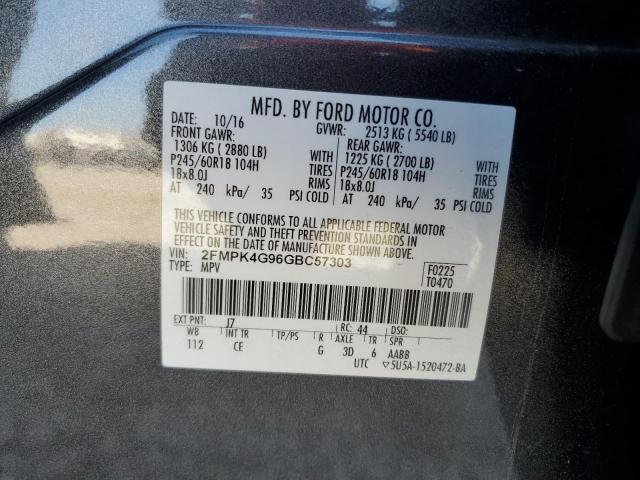 MFD. BY FORD MOTOR CO.
DATE: 10/16 GVWR: 2513 KG ( 5540 LB)
FRONT GAWR: REAR GAWR:
1306 KG ( 2880 LB) WITH 1225 KG ( 2700 LB) WITH
P245/60R18 104H TIRES P245/60R18 104H TIRES
18x8.0J RIMS 18x8.0J RIMS
AT 240 kPa/ 35 PSI COLD AT 240 kPa/ 35 PSI COLD
THIS VEHICLE CONFORMS TO ALL APPLICABLE FEDERAL MOTOR
VEHICLE SAFETY AND THEFT PREVENTION STANDARDS IN
EFFECT ON THE DATE OF MANUFACTURE SHOWN ABOVE.
VIN: 2FMPK4G96GBC57303 F0225
TYPE: MPV T0470
EXT PNT: J7 RC: 44 DSO:
WB INT TR TP/PS R AXLE TR SPR
112 CE G 3D 6 AABB
UTC ▽5U5A-1520472-BA